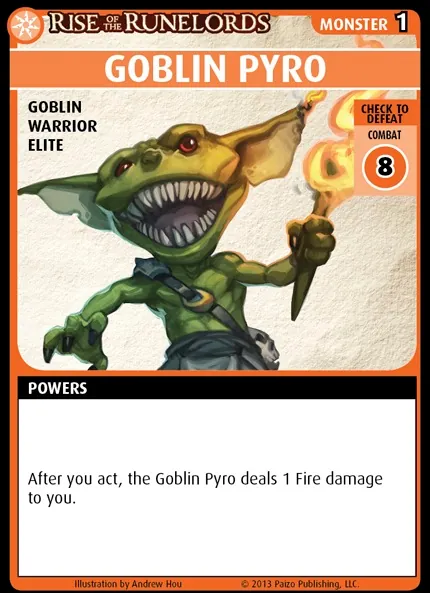 RISE OF THE RUNELORDS
MONSTER 1
GOBLIN PYRO
GOBLIN
WARRIOR
ELITE
CHECK TO
DEFEAT
COMBAT
8
POWERS
After you act, the Goblin Pyro deals 1 Fire damage
to you.
Illustration by Andrew Hou
© 2013 Paizo Publishing, LLC.